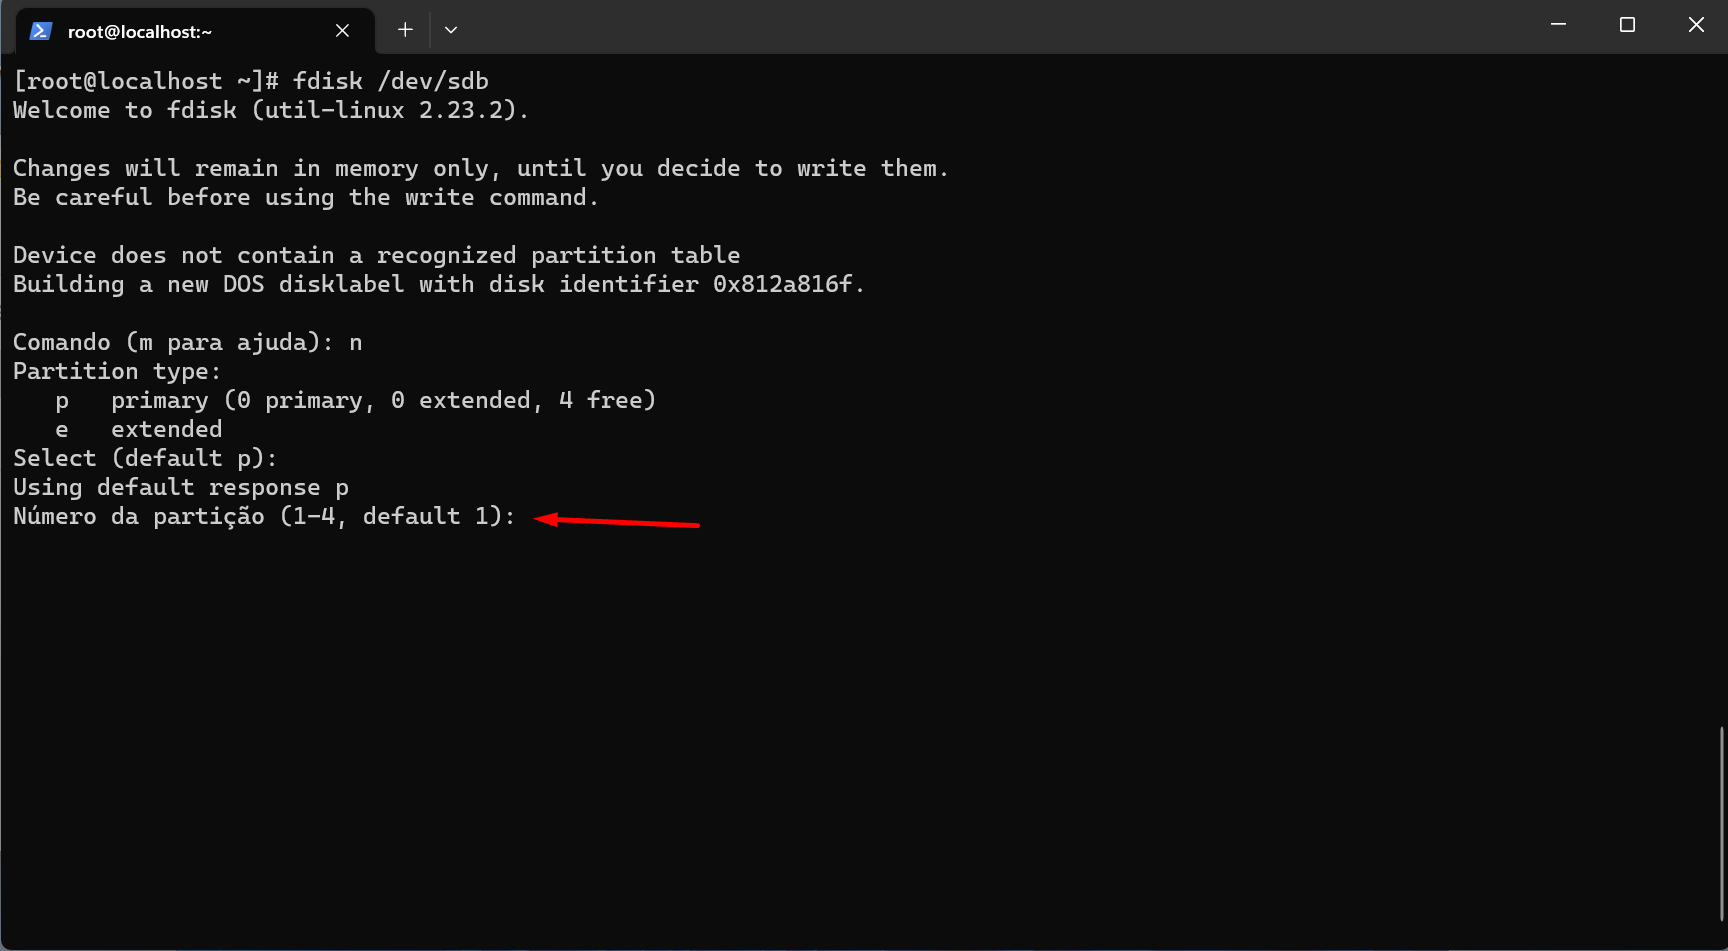 root@localhost:~
[root@localhost ~]# fdisk /dev/sdb
Welcome to fdisk (util-linux 2.23.2).
Changes will remain in memory only, until you decide to write them.
Be careful before using the write command.
Device does not contain a recognized partition table
Building a new DOS disklabel with disk identifier 0x812a816f.
Comando (m para ajuda): n
Partition type:
   p   primary (0 primary, 0 extended, 4 free)
   e   extended
Select (default p):
Using default response p
Número da partição (1-4, default 1):